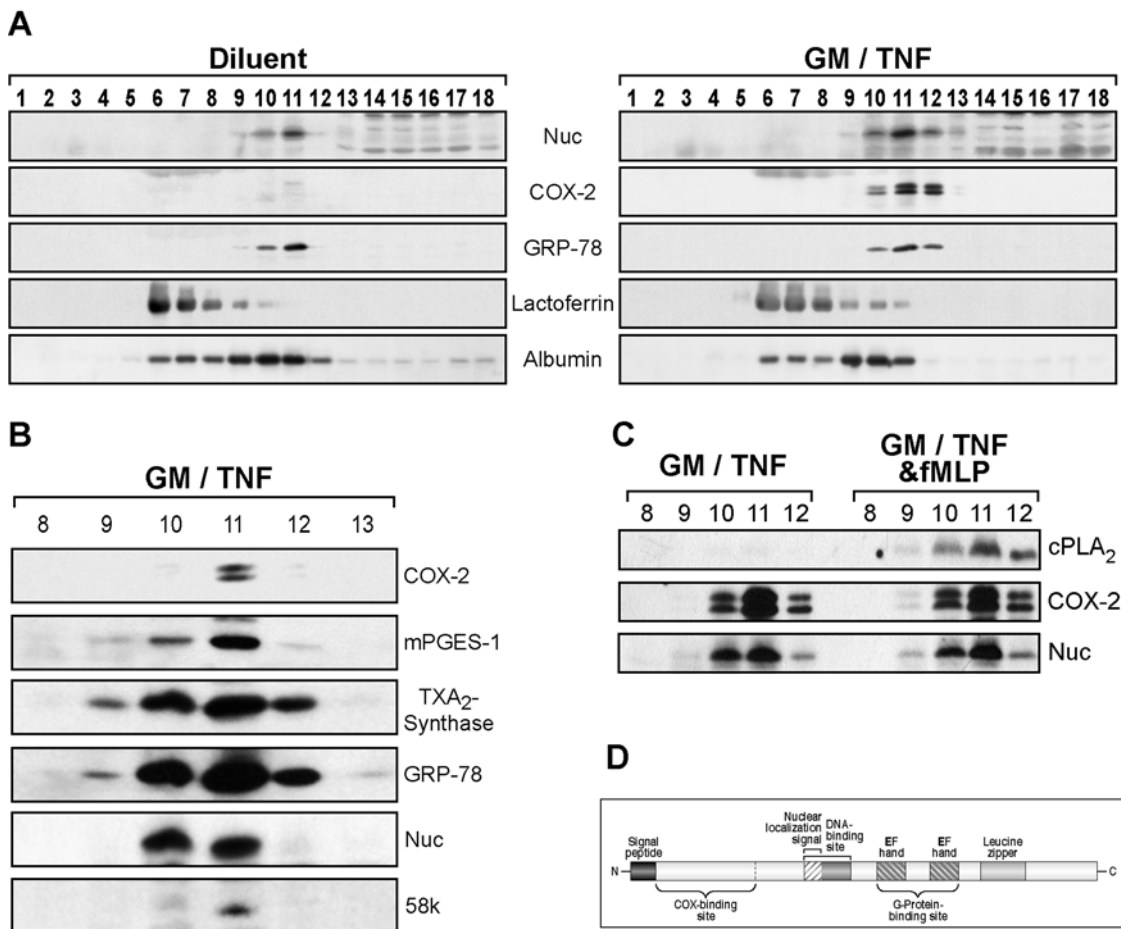 A
Diluent
1 2 3 4 5 6 7 8 9 10 11 12 13 14 15 16 17 18
GM / TNF
1 2 3 4 5 6 7 8 9 10 11 12 13 14 15 16 17 18
Nuc
COX-2
GRP-78
Lactoferrin
Albumin
B
GM / TNF
8 9 10 11 12 13
COX-2
mPGES-1
TXA2-
Synthase
GRP-78
Nuc
58k
C
GM / TNF
8 9 10 11 12
GM / TNF
&fMLP
8 9 10 11 12
cPLA2
COX-2
Nuc
D
Signal
peptide
Nuclear
localization
signal
DNA-
binding
site
EF
hand
EF
hand
Leucine
zipper
N
C
COX-binding
site
G-Protein-
binding site